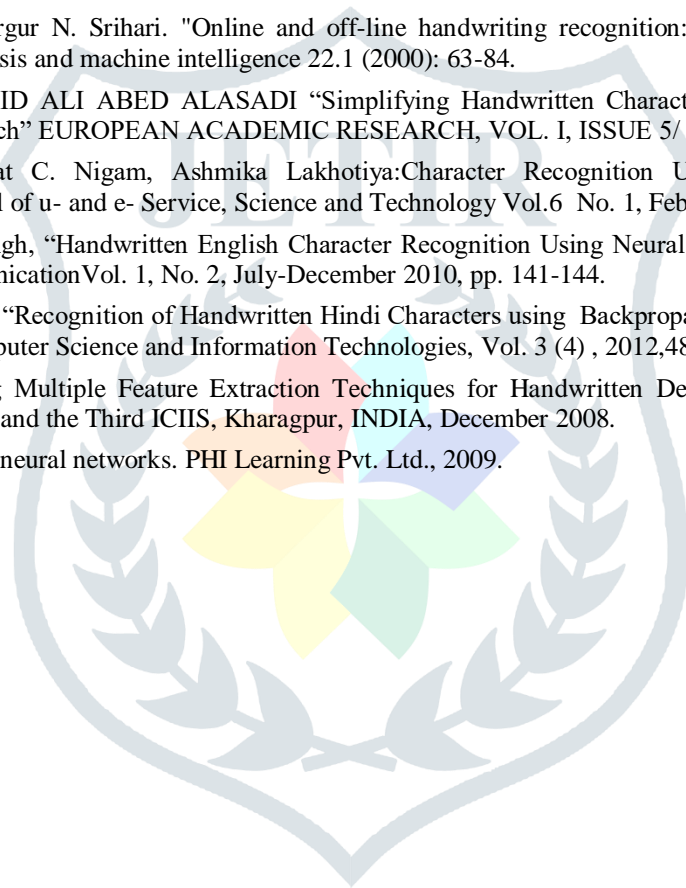 rgur N. Srihari. "Online and off-line handwriting recognition:
sis and machine intelligence 22.1 (2000): 63-84.
ID ALI ABED ALASADI “Simplifying Handwritten Charact
ch” EUROPEAN ACADEMIC RESEARCH, VOL. I, ISSUE 5/
at C. Nigam, Ashmika Lakhotiya:Character Recognition U
l of u- and e- Service, Science and Technology Vol.6 No. 1, Feb
gh, “Handwritten English Character Recognition Using Neural
nicationVol. 1, No. 2, July-December 2010, pp. 141-144.
“Recognition of Handwritten Hindi Characters using Backpropa
puter Science and Information Technologies, Vol. 3 (4) , 2012,48
g Multiple Feature Extraction Techniques for Handwritten De
and the Third ICIIS, Kharagpur, INDIA, December 2008.
neural networks. PHI Learning Pvt. Ltd., 2009.
JETIR